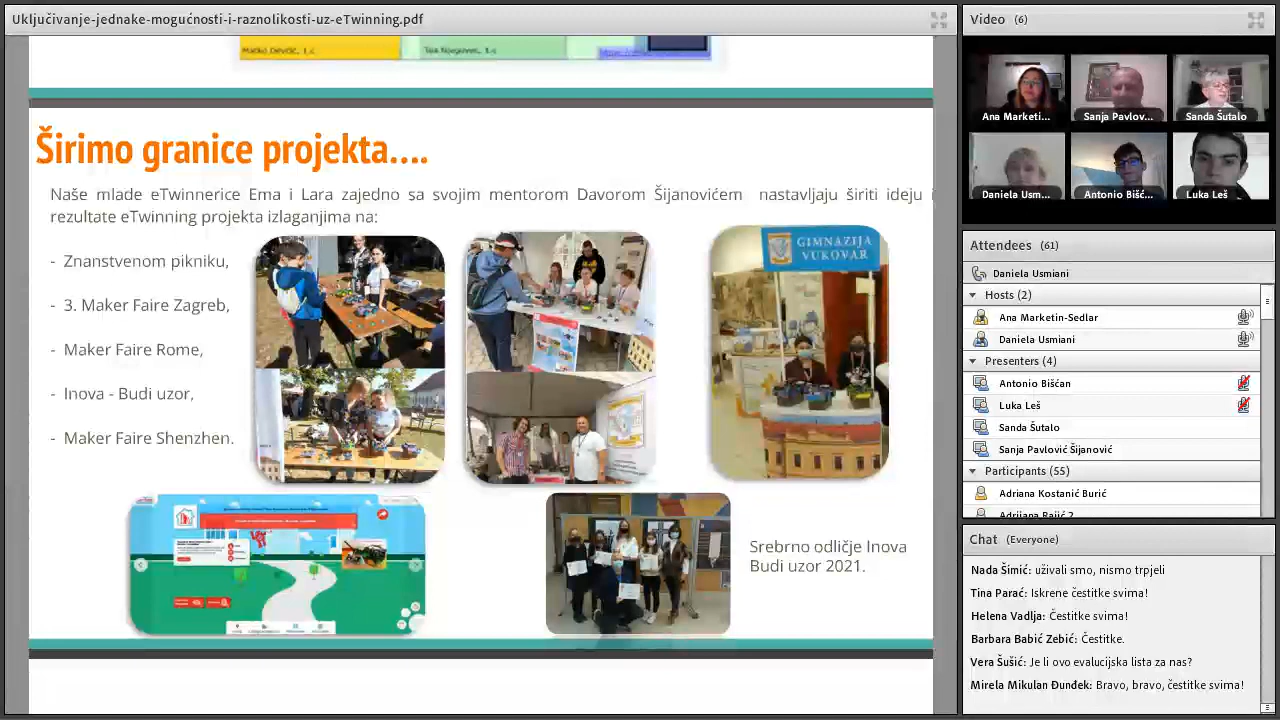 Uključivanje-jednake-mogućnosti-i-raznolikosti-uz-eTwinning.pdf
Širimo granice projekta....
Naše mlade eTwinnerice Ema i Lara zajedno sa svojim mentorom Davorom Šijanovićem nastavljaju širiti ideju i
rezultate eTwinning projekta izlaganjima na:
- Znanstvenom pikniku,
- 3. Maker Faire Zagreb,
- Maker Faire Rome,
- Inova - Budi uzor,
- Maker Faire Shenzhen.
GIMNAZIJA
VUKOVAR
Srebrno odličje Inova
Budi uzor 2021.
Video (6)
Ana Marketi...
Sanja Pavlov...
Sanda Šutalo
Daniela Usm...
Antonio Bišć...
Luka Leš
Attendees (61)
Daniela Usmiani
Hosts (2)
Ana Marketin-Sedlar
Daniela Usmiani
Presenters (4)
Antonio Bišćan
Luka Leš
Sanda Šutalo
Sanja Pavlović Šijanović
Participants (55)
Adriana Kostanić Burić
Adrijana Rajić 2
Chat (Everyone)
Nada Šimić: uživali smo, nismo trpjeli
Tina Parać: Iskrene čestitke svima!
Helena Vadlja: Čestitke svima!
Barbara Babić Zebić: Čestitke.
Vera Šušić: Je li ovo evalucijska lista za nas?
Mirela Mikulan Đunđek: Bravo, bravo, čestitke svima!